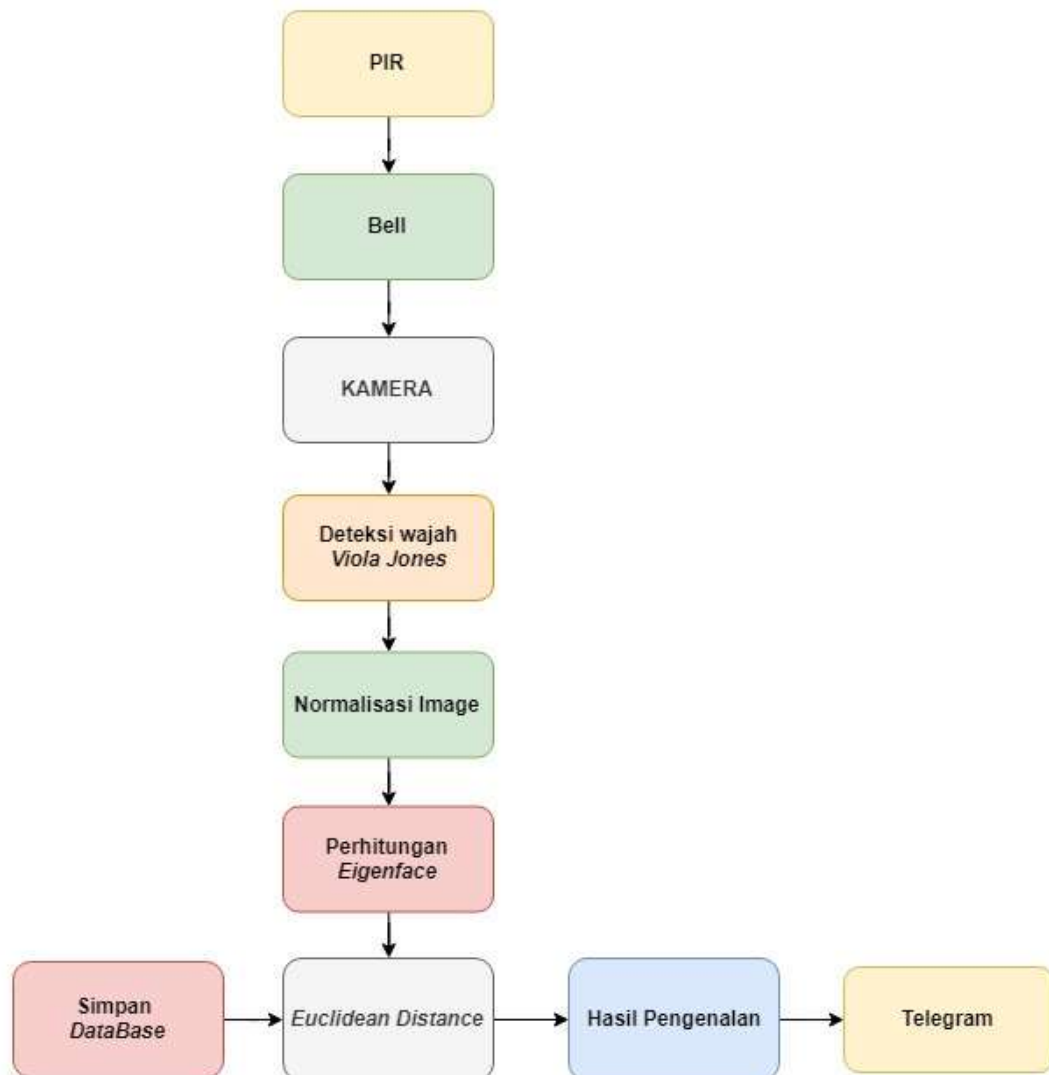 PIR
Bell
KAMERA
Deteksi wajah
Viola Jones
Normalisasi Image
Perhitungan
Eigenface
Simpan
DataBase
Euclidean Distance
Hasil Pengenalan
Telegram